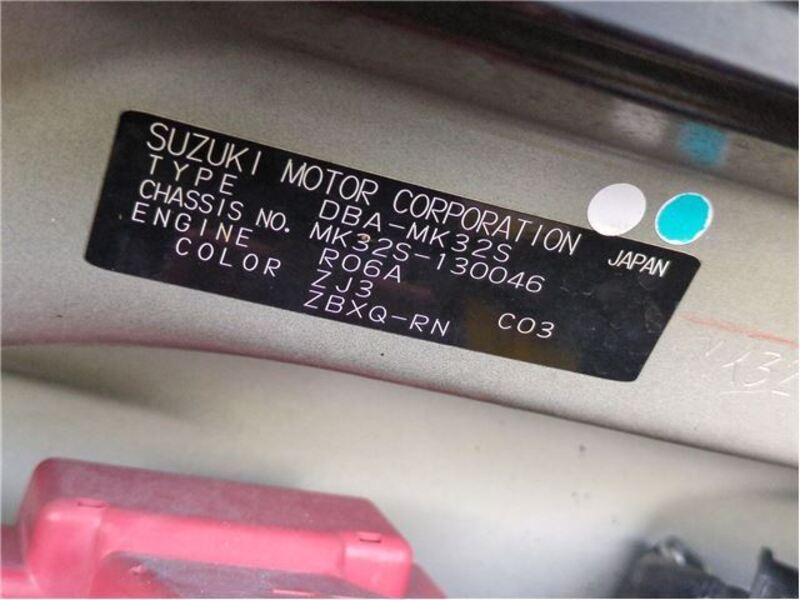 SUZUKI MOTOR CORPORATION JAPAN
TYPE DBA-MK32S
CHASSIS NO. MK32S-130046
ENGINE R06A
COLOR ZJ3
ZBXQ-RN C03